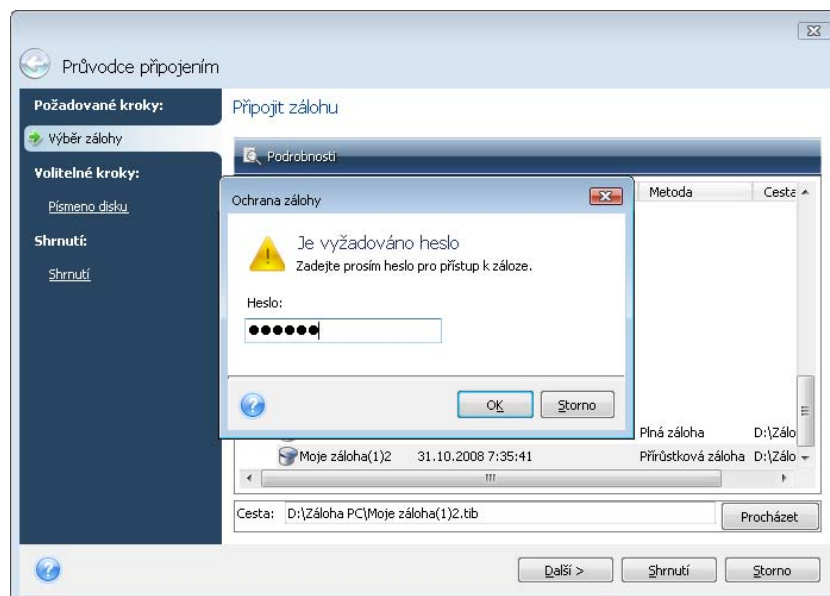 Průvodce připojením
Požadované kroky:
Výběr zálohy
Volitelné kroky:
Písmeno disku
Shrnutí:
Shrnutí
Připojit zálohu
Podrobnosti
Metoda Cesta
Ochrana zálohy
Je vyžadováno heslo
Zadejte prosím heslo pro přístup k záloze.
Heslo:
OK Storno
Plná záloha D:\Zálo
Moje záloha(1)2 31.10.2008 7:35:41 Přírůstková záloha D:\Zálo
Cesta: D:\Záloha PC\Moje záloha(1)2.tib Procházet
Další > Shrnutí Storno